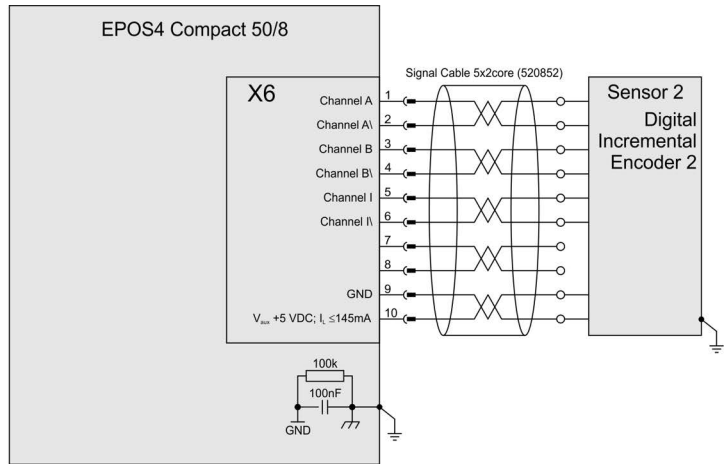 EPOS4 Compact 50/8
Signal Cable 5x2core (520852)
X6
Channel A 1
Channel A\ 2
Channel B 3
Channel B\ 4
Channel I 5
Channel I\ 6
7
8
GND 9
Vaux +5 VDC; IL ≤145mA 10
Sensor 2
Digital
Incremental
Encoder 2
100k
100nF
GND